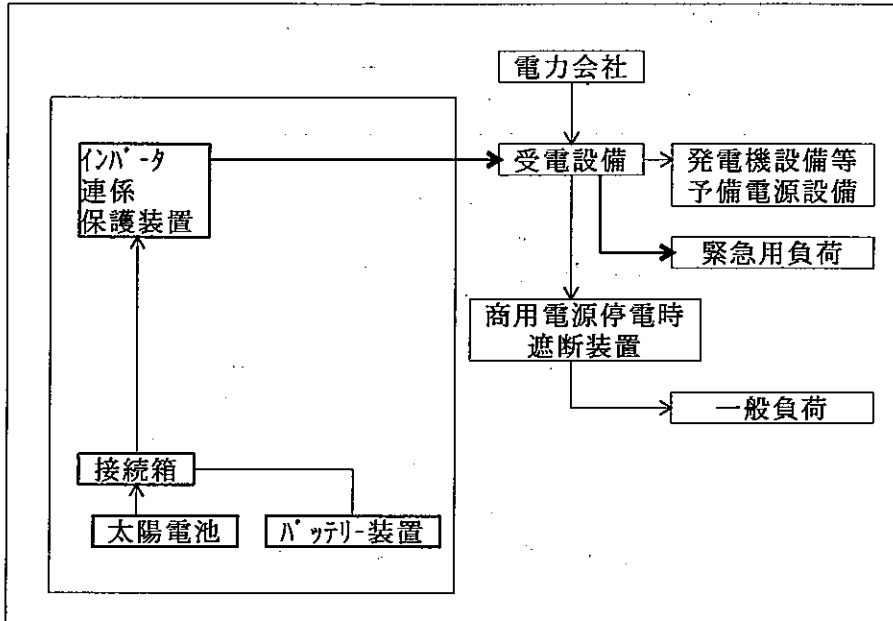 電力会社
インバータ
連係
保護装置
受電設備
発電機設備等
予備電源設備
緊急用負荷
商用電源停電時
遮断装置
一般負荷
接続箱
太陽電池
バッテリー装置